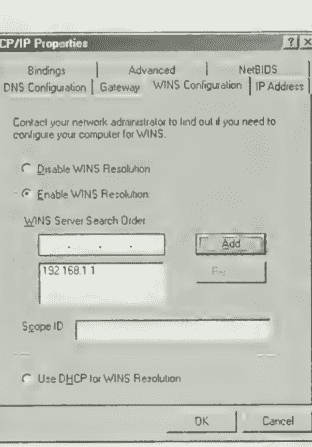 CP/IP Properties
? X
Bindings Advanced NetBIOS
DNS Configuration Gateway WINS Configuration IP Address
Contact your network administrator to find out if you need to
configure your computer for WINS.
Disable WINS Resolution
Enable WINS Resolution:
WINS Server Search Order
Add
192.168.1.1
Scope ID
Use DHCP for WINS Resolution
OK Cancel